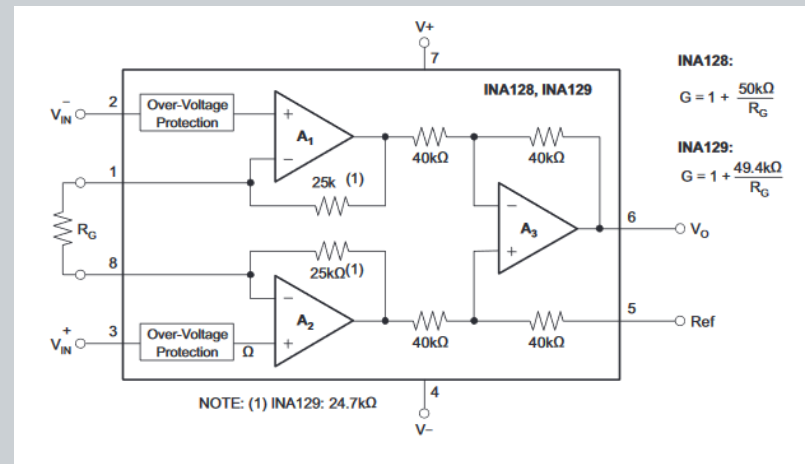 V+
7
INA128:
INA128, INA129
G = 1 + 50kΩ
RG
V−IN
2
Over-Voltage
Protection
+
A1
−
40kΩ
40kΩ
INA129:
G = 1 + 49.4kΩ
RG
1
25k (1)
RG
−
A3
+
6
VO
25kΩ(1)
8
−
A2
+
5
Ref
V+IN
3
Over-Voltage
Protection
Ω
40kΩ
40kΩ
4
V−
NOTE: (1) INA129: 24.7kΩ